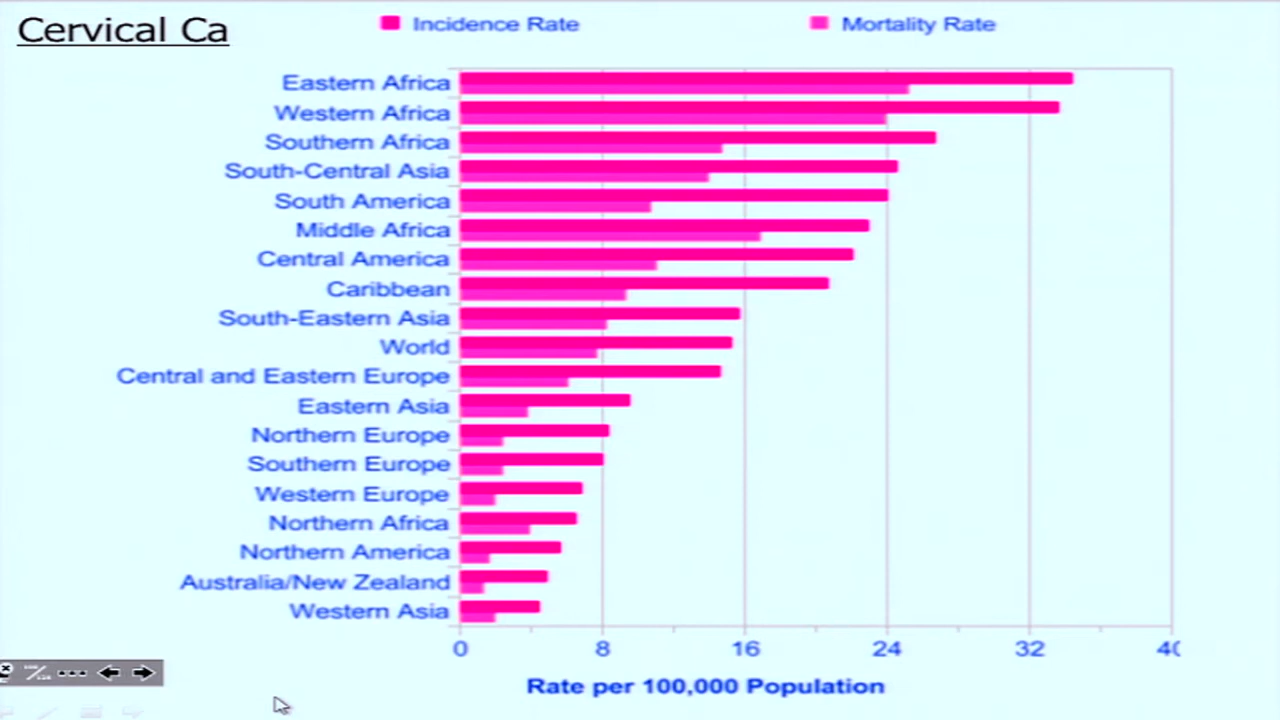 Cervical Ca
Incidence Rate
Mortality Rate
Eastern Africa
Western Africa
Southern Africa
South-Central Asia
South America
Middle Africa
Central America
Caribbean
South-Eastern Asia
World
Central and Eastern Europe
Eastern Asia
Northern Europe
Southern Europe
Western Europe
Northern Africa
Northern America
Australia/New Zealand
Western Asia
0 8 16 24 32 40
Rate per 100,000 Population